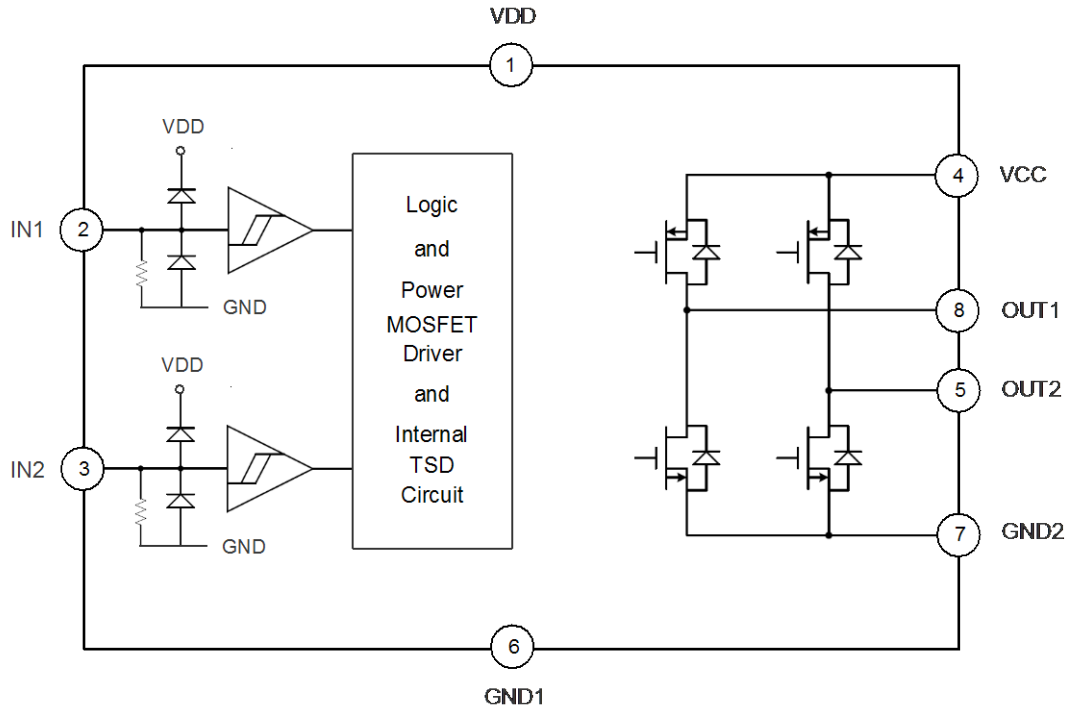 VDD
1
VDD
4
VCC
IN1
2
GND
Logic
and
Power
MOSFET
Driver
and
Internal
TSD
Circuit
8
OUT1
VDD
5
OUT2
IN2
3
GND
7
GND2
6
GND1